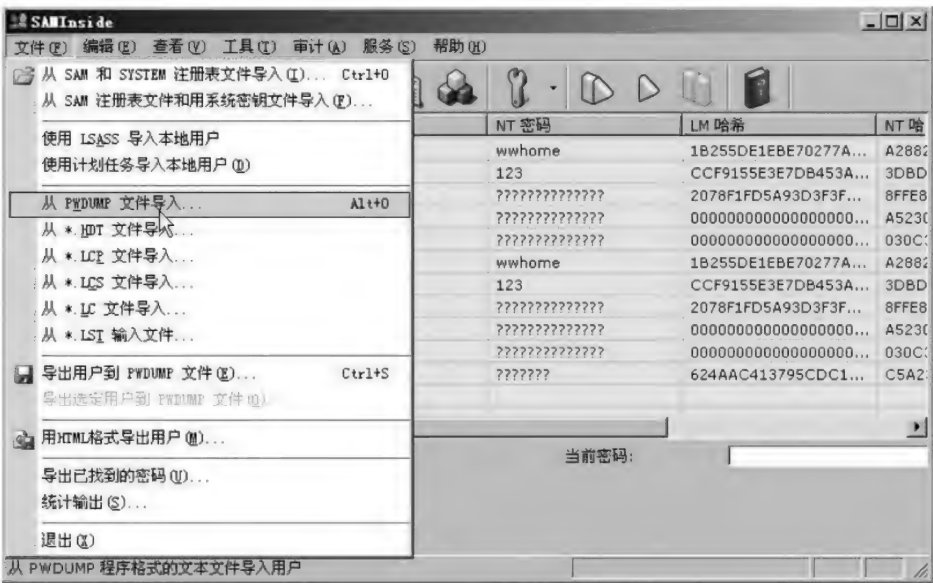 SAMInside
文件(F) 编辑(E) 查看(V) 工具(T) 审计(A) 服务(S) 帮助(H)
从 SAM 和 SYSTEM 注册表文件导入(I)... Ctrl+O
从 SAM 注册表文件和用系统密钥文件导入(F)...
使用 LSASS 导入本地用户
使用计划任务导入本地用户(D)
从 PWDUMP 文件导入... Alt+O
从 *.HDT 文件导入...
从 *.LCP 文件导入...
从 *.LCS 文件导入...
从 *.LC 文件导入...
从 *.LST 输入文件...
导出用户到 PWDUMP 文件(E)... Ctrl+S
导出选定用户到 PWDUMP 文件
用HTML格式导出用户(M)...
导出已找到的密码(U)...
统计输出(S)...
退出(X)
NT 密码 LM 哈希 NT 哈
wwhome 1B255DE1EBE70277A... A2882
123 CCF9155E3E7DB453A... 3DBD
?????????????? 2078F1FD5A93D3F3F... 8FFE8
?????????????? 00000000000000000... A5230
?????????????? 00000000000000000... 030C
wwhome 1B255DE1EBE70277A... A2882
123 CCF9155E3E7DB453A... 3DBD
?????????????? 2078F1FD5A93D3F3F... 8FFE8
?????????????? 00000000000000000... A5230
?????????????? 00000000000000000... 030C
??????? 624AAC413795CDC1... C5A2
当前密码:
从 PWDUMP 程序格式的文本文件导入用户